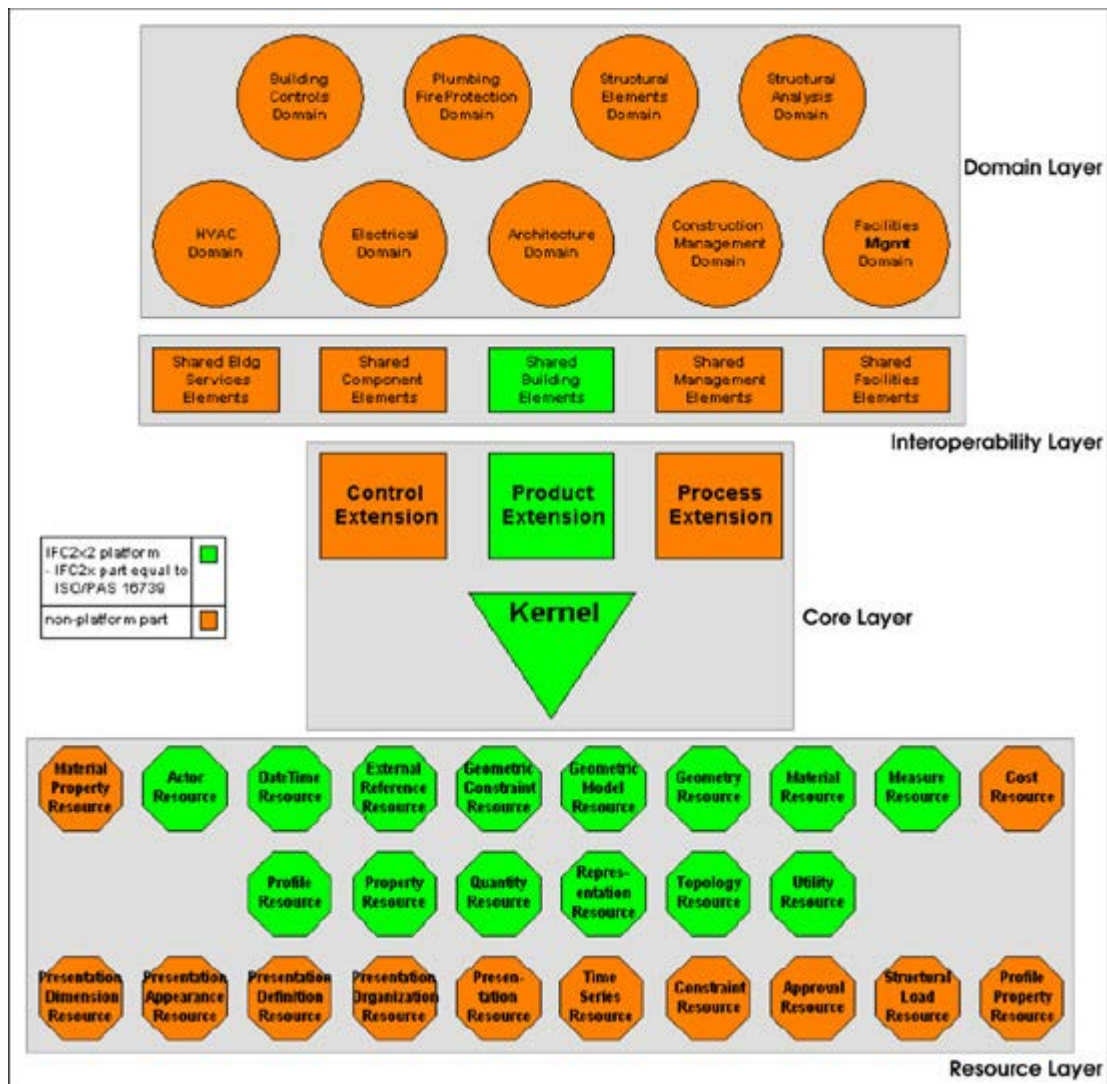 Building
Controls
Domain
Plumbing
FireProtection
Domain
Structural
Elements
Domain
Structural
Analysis
Domain
Domain Layer
HVAC
Domain
Electrical
Domain
Architecture
Domain
Construction
Management
Domain
Facilities
Mgmt
Domain
Shared Bldg
Services
Elements
Shared
Component
Elements
Shared
Building
Elements
Shared
Management
Elements
Shared
Facilities
Elements
Interoperability Layer
Control
Extension
Product
Extension
Process
Extension
IFC2x2 platform
- IFC2x part equal to
ISO/PAS 16739
non-platform part
Kernel
Core Layer
Material
Property
Resource
Actor
Resource
DateTime
Resource
External
Reference
Resource
Geometric
Constraint
Resource
Geometric
Model
Resource
Geometry
Resource
Material
Resource
Measure
Resource
Cost
Resource
Profile
Resource
Property
Resource
Quantity
Resource
Repres-
entation
Resource
Topology
Resource
Utility
Resource
Presentation
Dimension
Resource
Presentation
Appearance
Resource
Presentation
Definition
Resource
Presentation
Organization
Resource
Presen-
tation
Resource
Time
Series
Resource
Constraint
Resource
Approval
Resource
Structural
Load
Resource
Profile
Property
Resource
Resource Layer